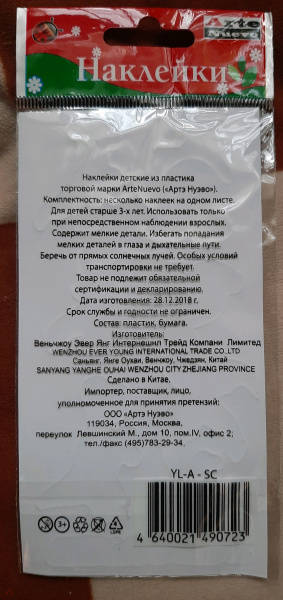 Arte
Nuevo
Наклейки
Наклейки детские из пластика
торговой марки ArteNuevo («Артэ Нуэво»).
Комплектность: несколько наклеек на одном листе.
Для детей старше 3-х лет. Использовать только
при непосредственном наблюдении взрослых.
Содержит мелкие детали. Избегать попадания
мелких деталей в глаза и дыхательные пути.
Беречь от прямых солнечных лучей. Особых условий
транспортировки не требует.
Товар не подлежит обязательной
сертификации и декларированию.
Дата изготовления: 28.12.2018 г.
Срок службы и годности не ограничен.
Состав: пластик, бумага.
Изготовитель:
Веньчжоу Эвер Янг Интернешнл Трейд Компани Лимитед
WENZHOU EVER YOUNG INTERNATIONAL TRADE CO.,LTD
Саньянг, Янге Оухаи, Венчжоу, Чжедзян, Китай
SANYANG YANGHE OUHAI WENZHOU CITY ZHEJIANG PROVINCE
Сделано в Китае.
Импортер, поставщик, лицо,
уполномоченное для принятия претензий:
ООО «Артэ Нуэво»
119034, Россия, Москва,
переулок Левшинский М., дом 10, пом.IV, офис 2;
тел./факс (495)783-29-34.
YL-A - SC
3+
LDPE
4 640021 490723